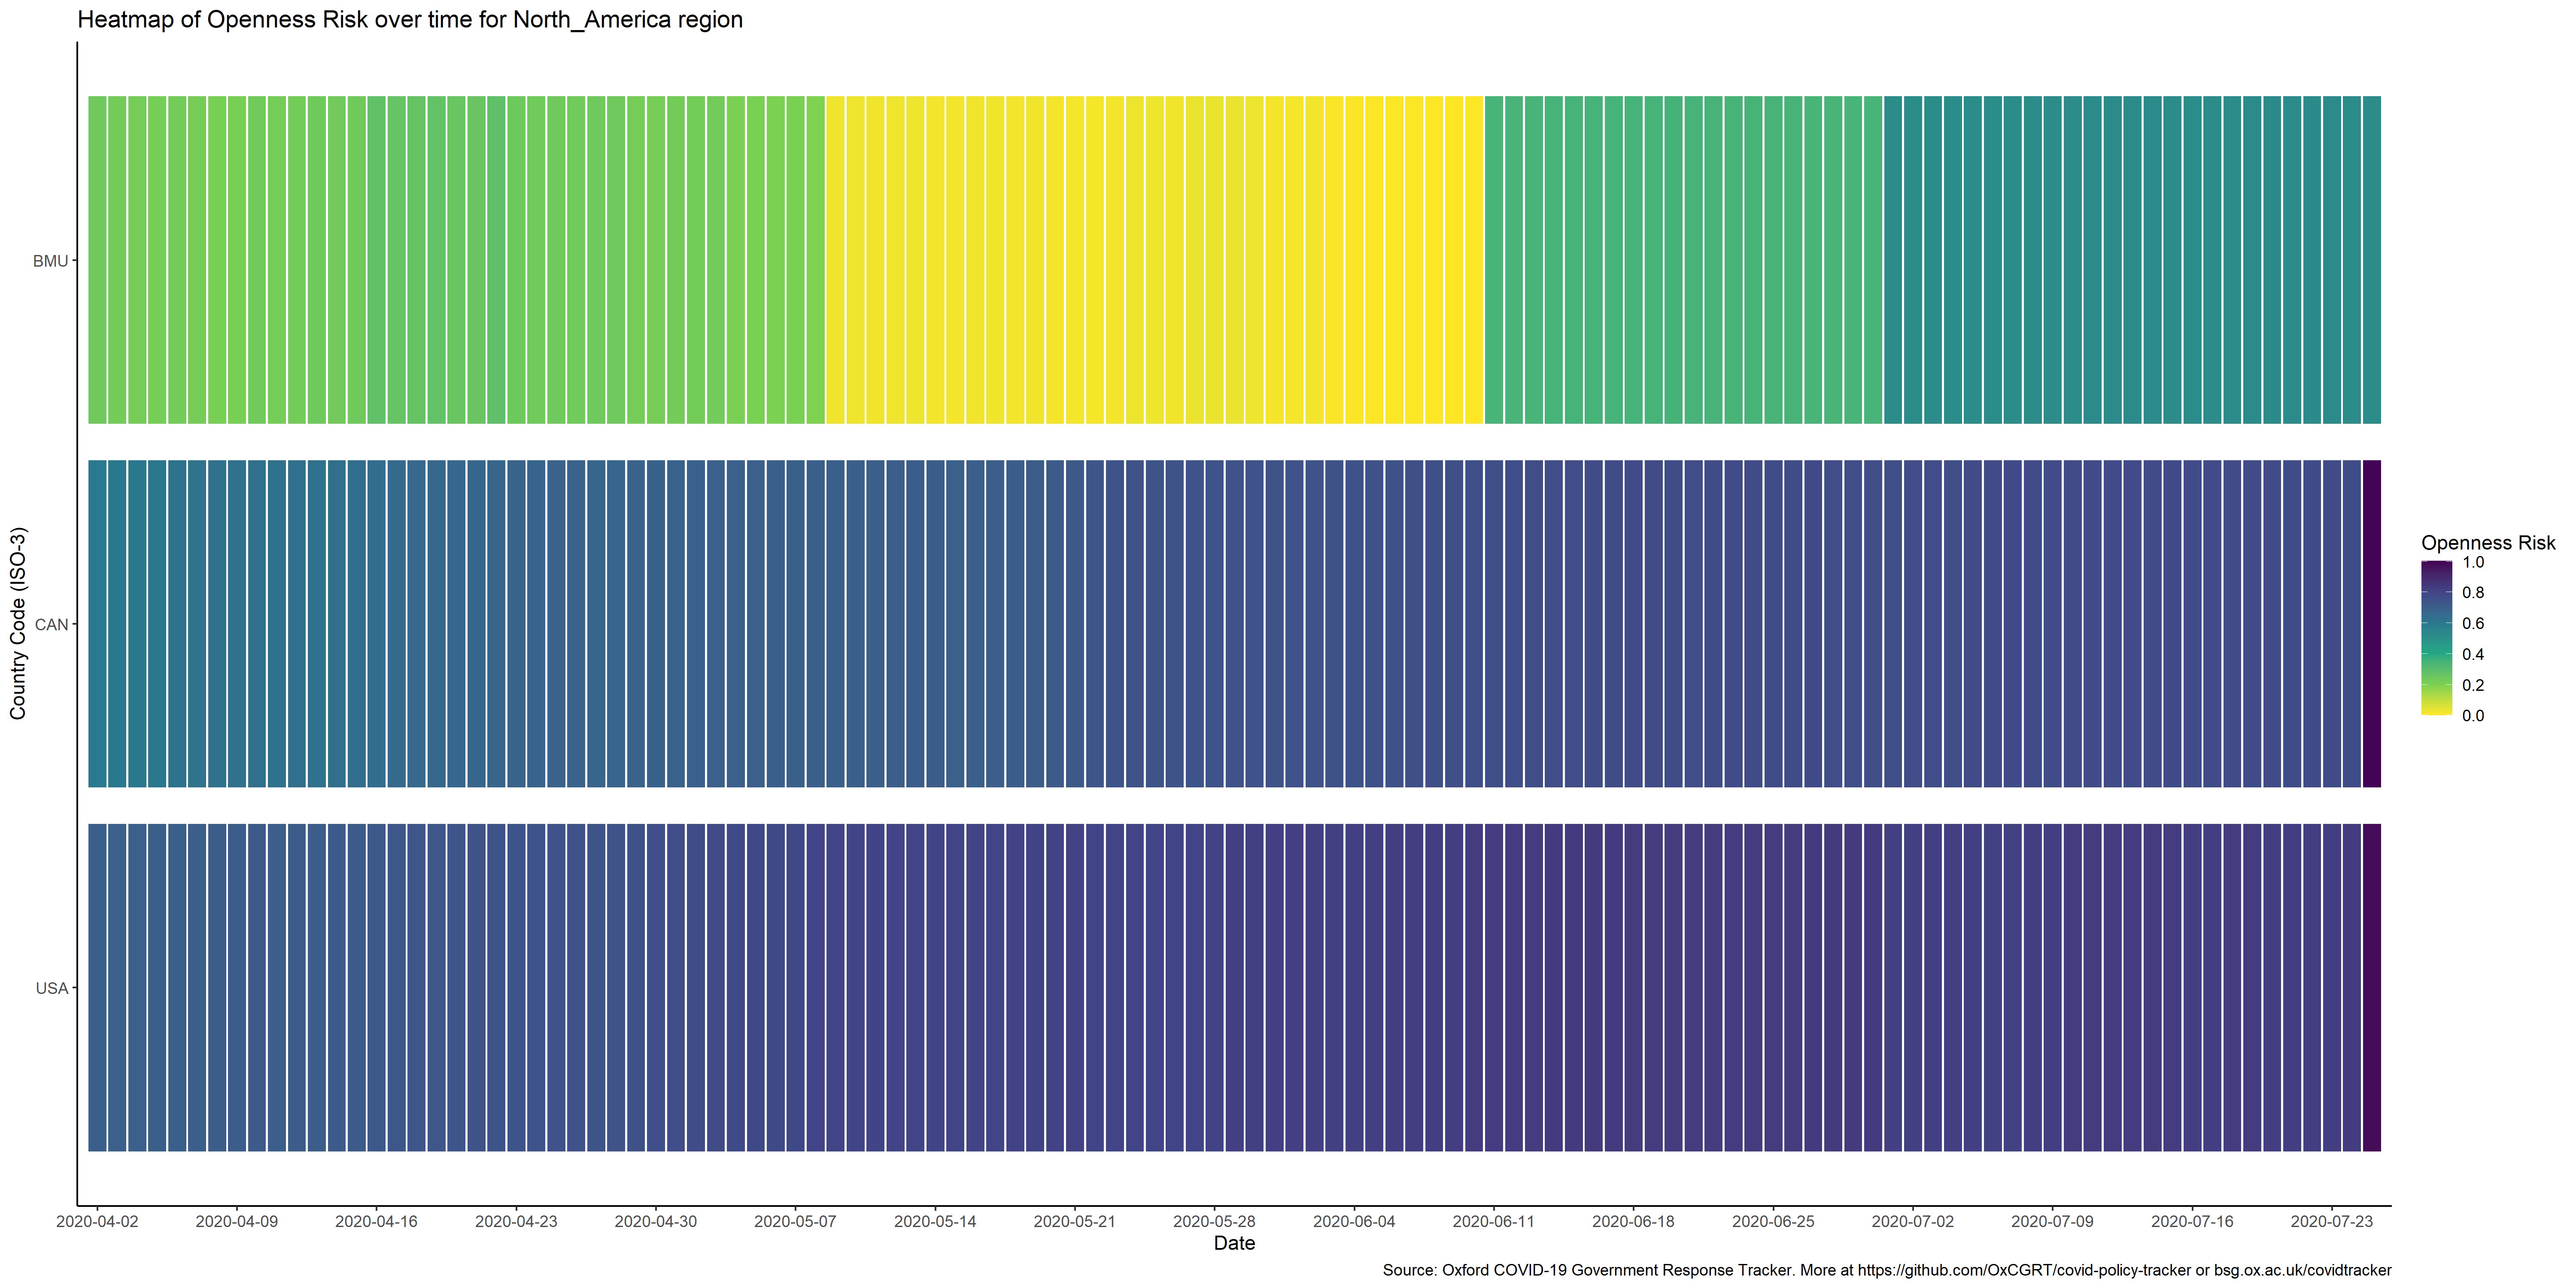 Heatmap of Openness Risk over time for North_America region
Country Code (ISO-3)
BMU
CAN
USA
Openness Risk
1.0
0.8
0.6
0.4
0.2
0.0
2020-04-02 2020-04-09 2020-04-16 2020-04-23 2020-04-30 2020-05-07 2020-05-14 2020-05-21 2020-05-28 2020-06-04 2020-06-11 2020-06-18 2020-06-25 2020-07-02 2020-07-09 2020-07-16 2020-07-23
Date
Source: Oxford COVID-19 Government Response Tracker. More at https://github.com/OxCGRT/covid-policy-tracker or bsg.ox.ac.uk/covidtracker